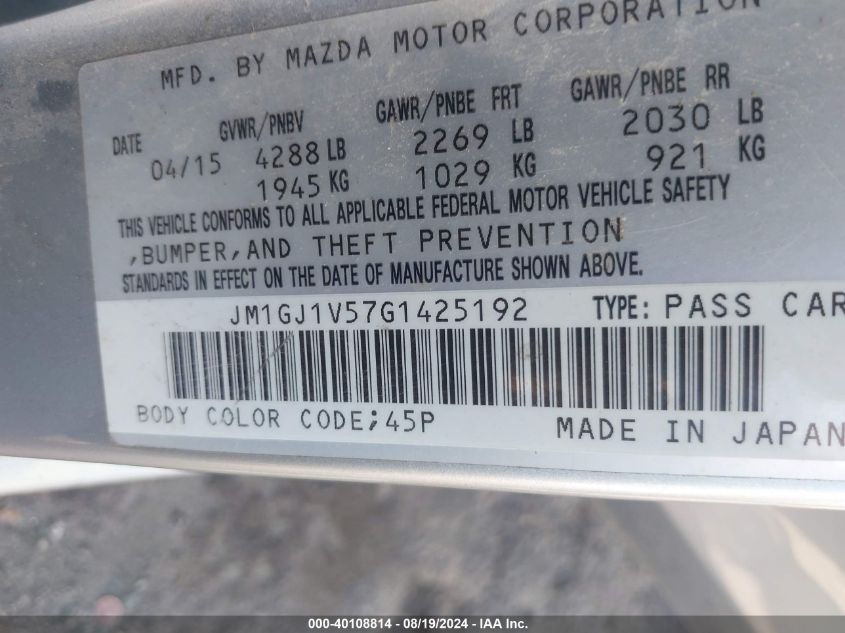 MFD. BY MAZDA MOTOR CORPORATION
DATE GVWR/PNBV GAWR/PNBE FRT GAWR/PNBE RR
04/15 4288 LB 2269 LB 2030 LB
1945 KG 1029 KG 921 KG
THIS VEHICLE CONFORMS TO ALL APPLICABLE FEDERAL MOTOR VEHICLE SAFETY
,BUMPER,AND THEFT PREVENTION
STANDARDS IN EFFECT ON THE DATE OF MANUFACTURE SHOWN ABOVE.
JM1GJ1V57G1425192 TYPE: PASS CAR
BODY COLOR CODE;45P MADE IN JAPAN
000-40108814 - 08/19/2024 - IAA Inc.